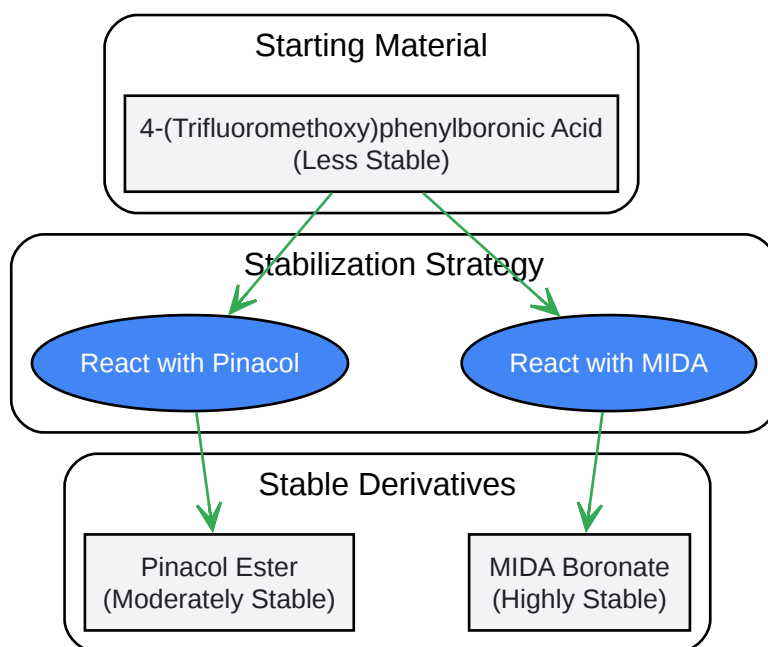 Starting Material
4-(Trifluoromethoxy)phenylboronic Acid
(Less Stable)
Stabilization Strategy
React with Pinacol
React with MIDA
Stable Derivatives
Pinacol Ester
(Moderately Stable)
MIDA Boronate
(Highly Stable)